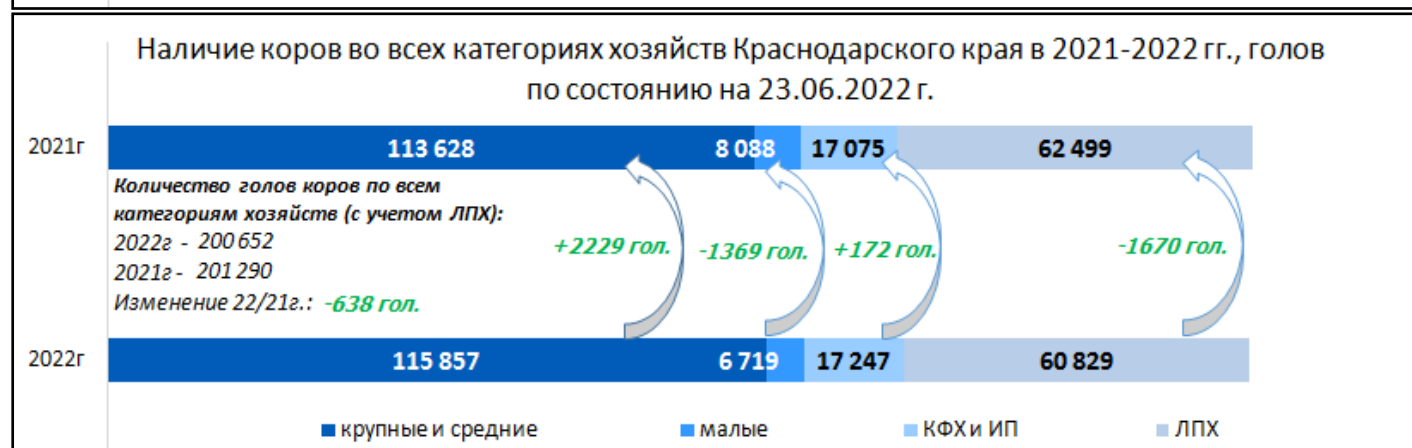 Наличие коров во всех категориях хозяйств Краснодарского края в 2021-2022 гг., голов
по состоянию на 23.06.2022 г.
2021г
113 628
8 088
17 075
62 499
Количество голов коров по всем
категориям хозяйств (с учетом ЛПХ):
2022г - 200 652
2021г - 201 290
Изменение 22/21г.: -638 гол.
+2229 гол.
-1369 гол.
+172 гол.
-1670 гол.
2022г
115 857
6 719
17 247
60 829
крупные и средние
малые
КФХ и ИП
ЛПХ